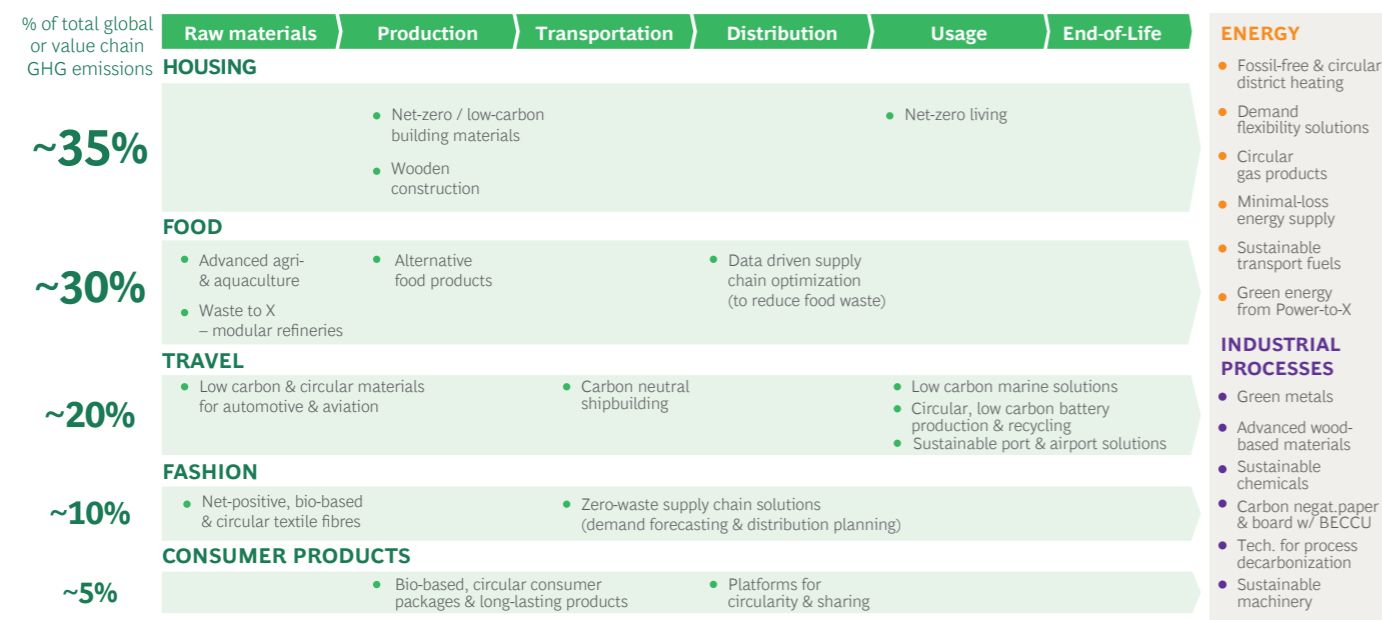 % of total global
or value chain
GHG emissions
Raw materials
Production
Transportation
Distribution
Usage
End-of-Life
HOUSING
~35%
Net-zero / low-carbon
building materials
Wooden
construction
Net-zero living
FOOD
~30%
Advanced agri-
& aquaculture
Waste to X
– modular refineries
Alternative
food products
Data driven supply
chain optimization
(to reduce food waste)
TRAVEL
~20%
Low carbon & circular materials
for automotive & aviation
Carbon neutral
shipbuilding
Low carbon marine solutions
Circular, low carbon battery
production & recycling
Sustainable port & airport solutions
FASHION
~10%
Net-positive, bio-based
& circular textile fibres
Zero-waste supply chain solutions
(demand forecasting & distribution planning)
CONSUMER PRODUCTS
~5%
Bio-based, circular consumer
packages & long-lasting products
Platforms for
circularity & sharing
ENERGY
Fossil-free & circular
district heating
Demand
flexibility solutions
Circular
gas products
Minimal-loss
energy supply
Sustainable
transport fuels
Green energy
from Power-to-X
INDUSTRIAL
PROCESSES
Green metals
Advanced wood-
based materials
Sustainable
chemicals
Carbon negat.paper
& board w/ BECCU
Tech. for process
decarbonization
Sustainable
machinery